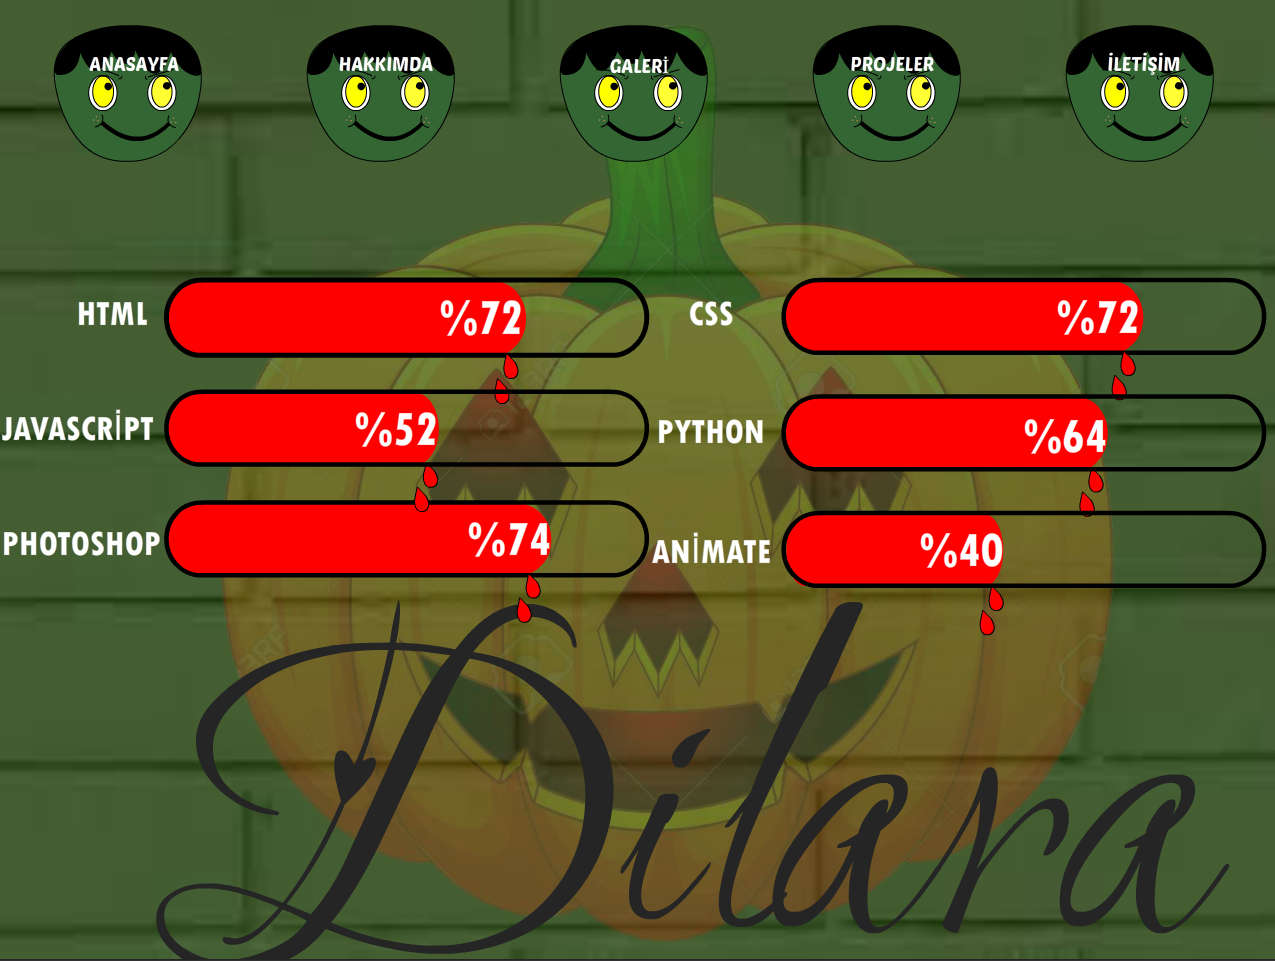 ANASAYFA HAKKIMDA GALERİ PROJELER İLETİŞİM
HTML %72 CSS %72
JAVASCRİPT %52 PYTHON %64
PHOTOSHOP %74 ANİMATE %40
Dilara